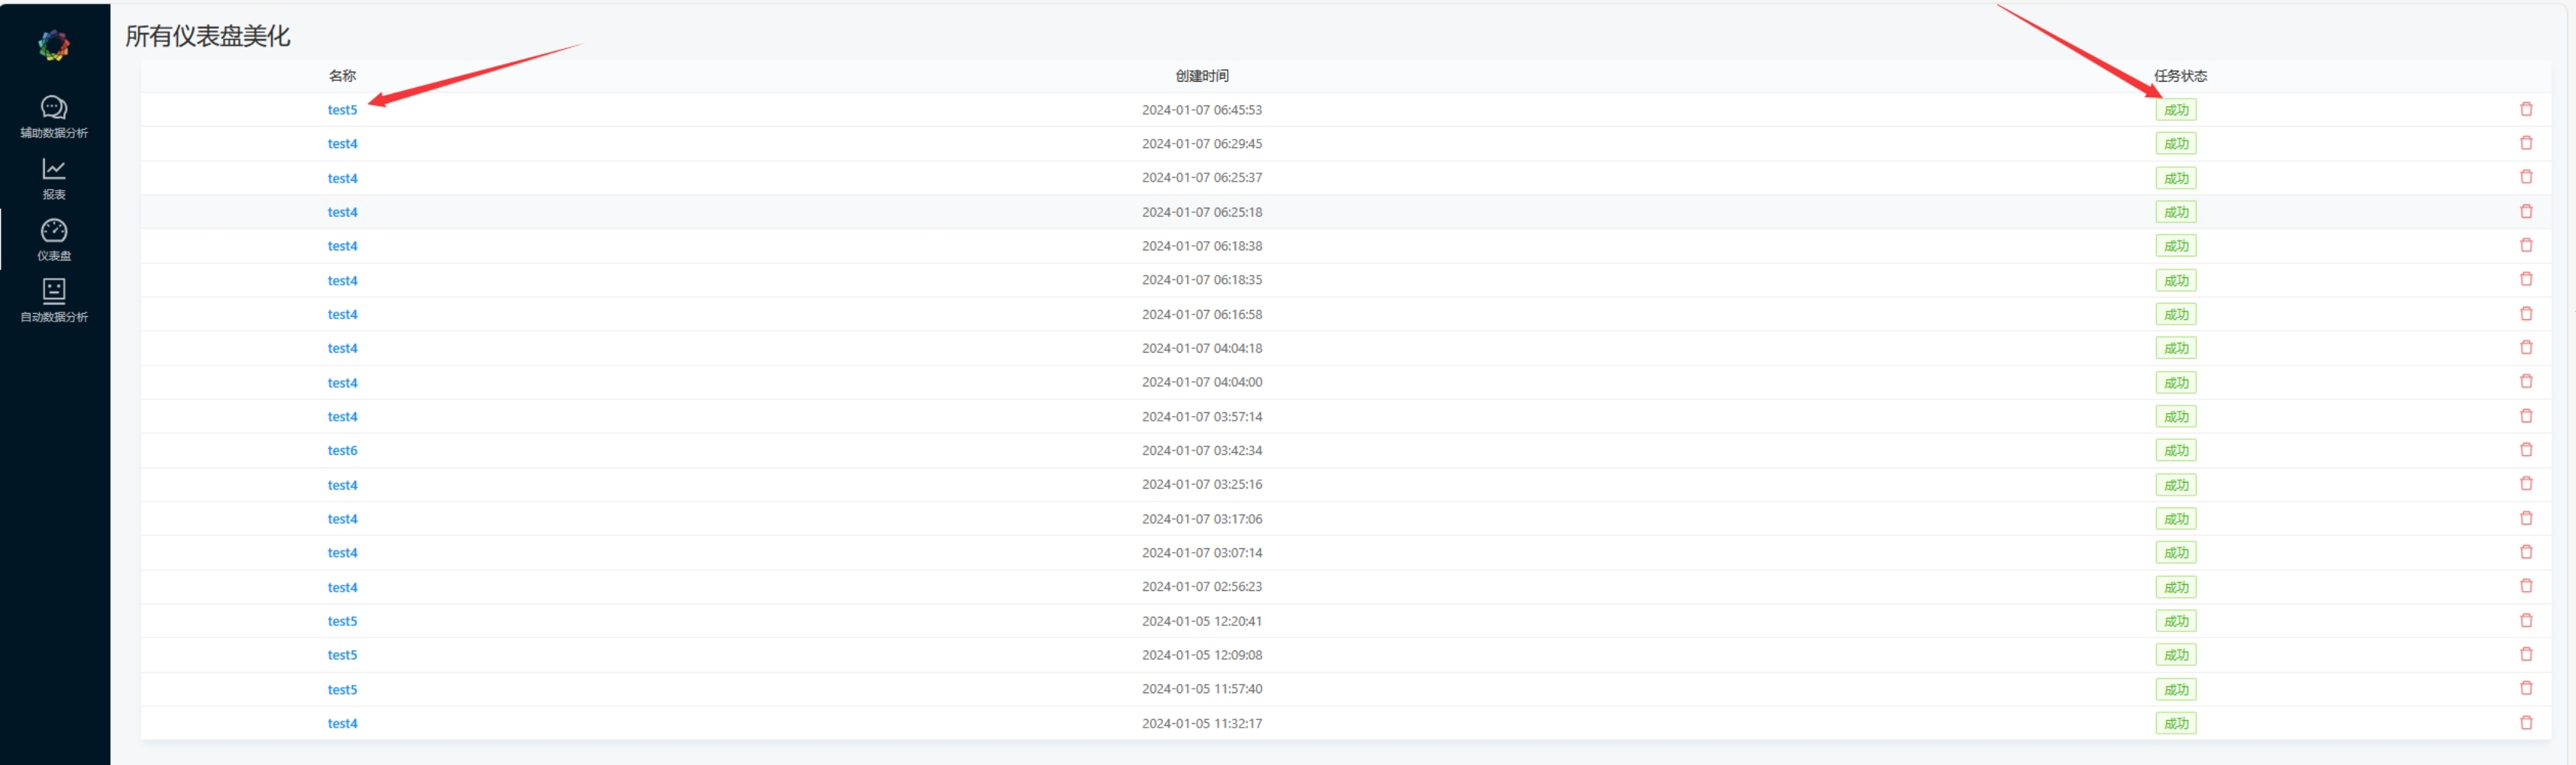 所有仪表盘美化
辅助数据分析
报表
仪表盘
自动数据分析
名称 创建时间 任务状态
test5 2024-01-07 06:45:53 成功
test4 2024-01-07 06:29:45 成功
test4 2024-01-07 06:25:37 成功
test4 2024-01-07 06:25:18 成功
test4 2024-01-07 06:18:38 成功
test4 2024-01-07 06:18:35 成功
test4 2024-01-07 06:16:58 成功
test4 2024-01-07 04:04:18 成功
test4 2024-01-07 04:04:00 成功
test4 2024-01-07 03:57:14 成功
test6 2024-01-07 03:42:34 成功
test4 2024-01-07 03:25:16 成功
test4 2024-01-07 03:17:06 成功
test4 2024-01-07 03:07:14 成功
test4 2024-01-07 02:56:23 成功
test5 2024-01-05 12:20:41 成功
test5 2024-01-05 12:09:08 成功
test5 2024-01-05 11:57:40 成功
test4 2024-01-05 11:32:17 成功